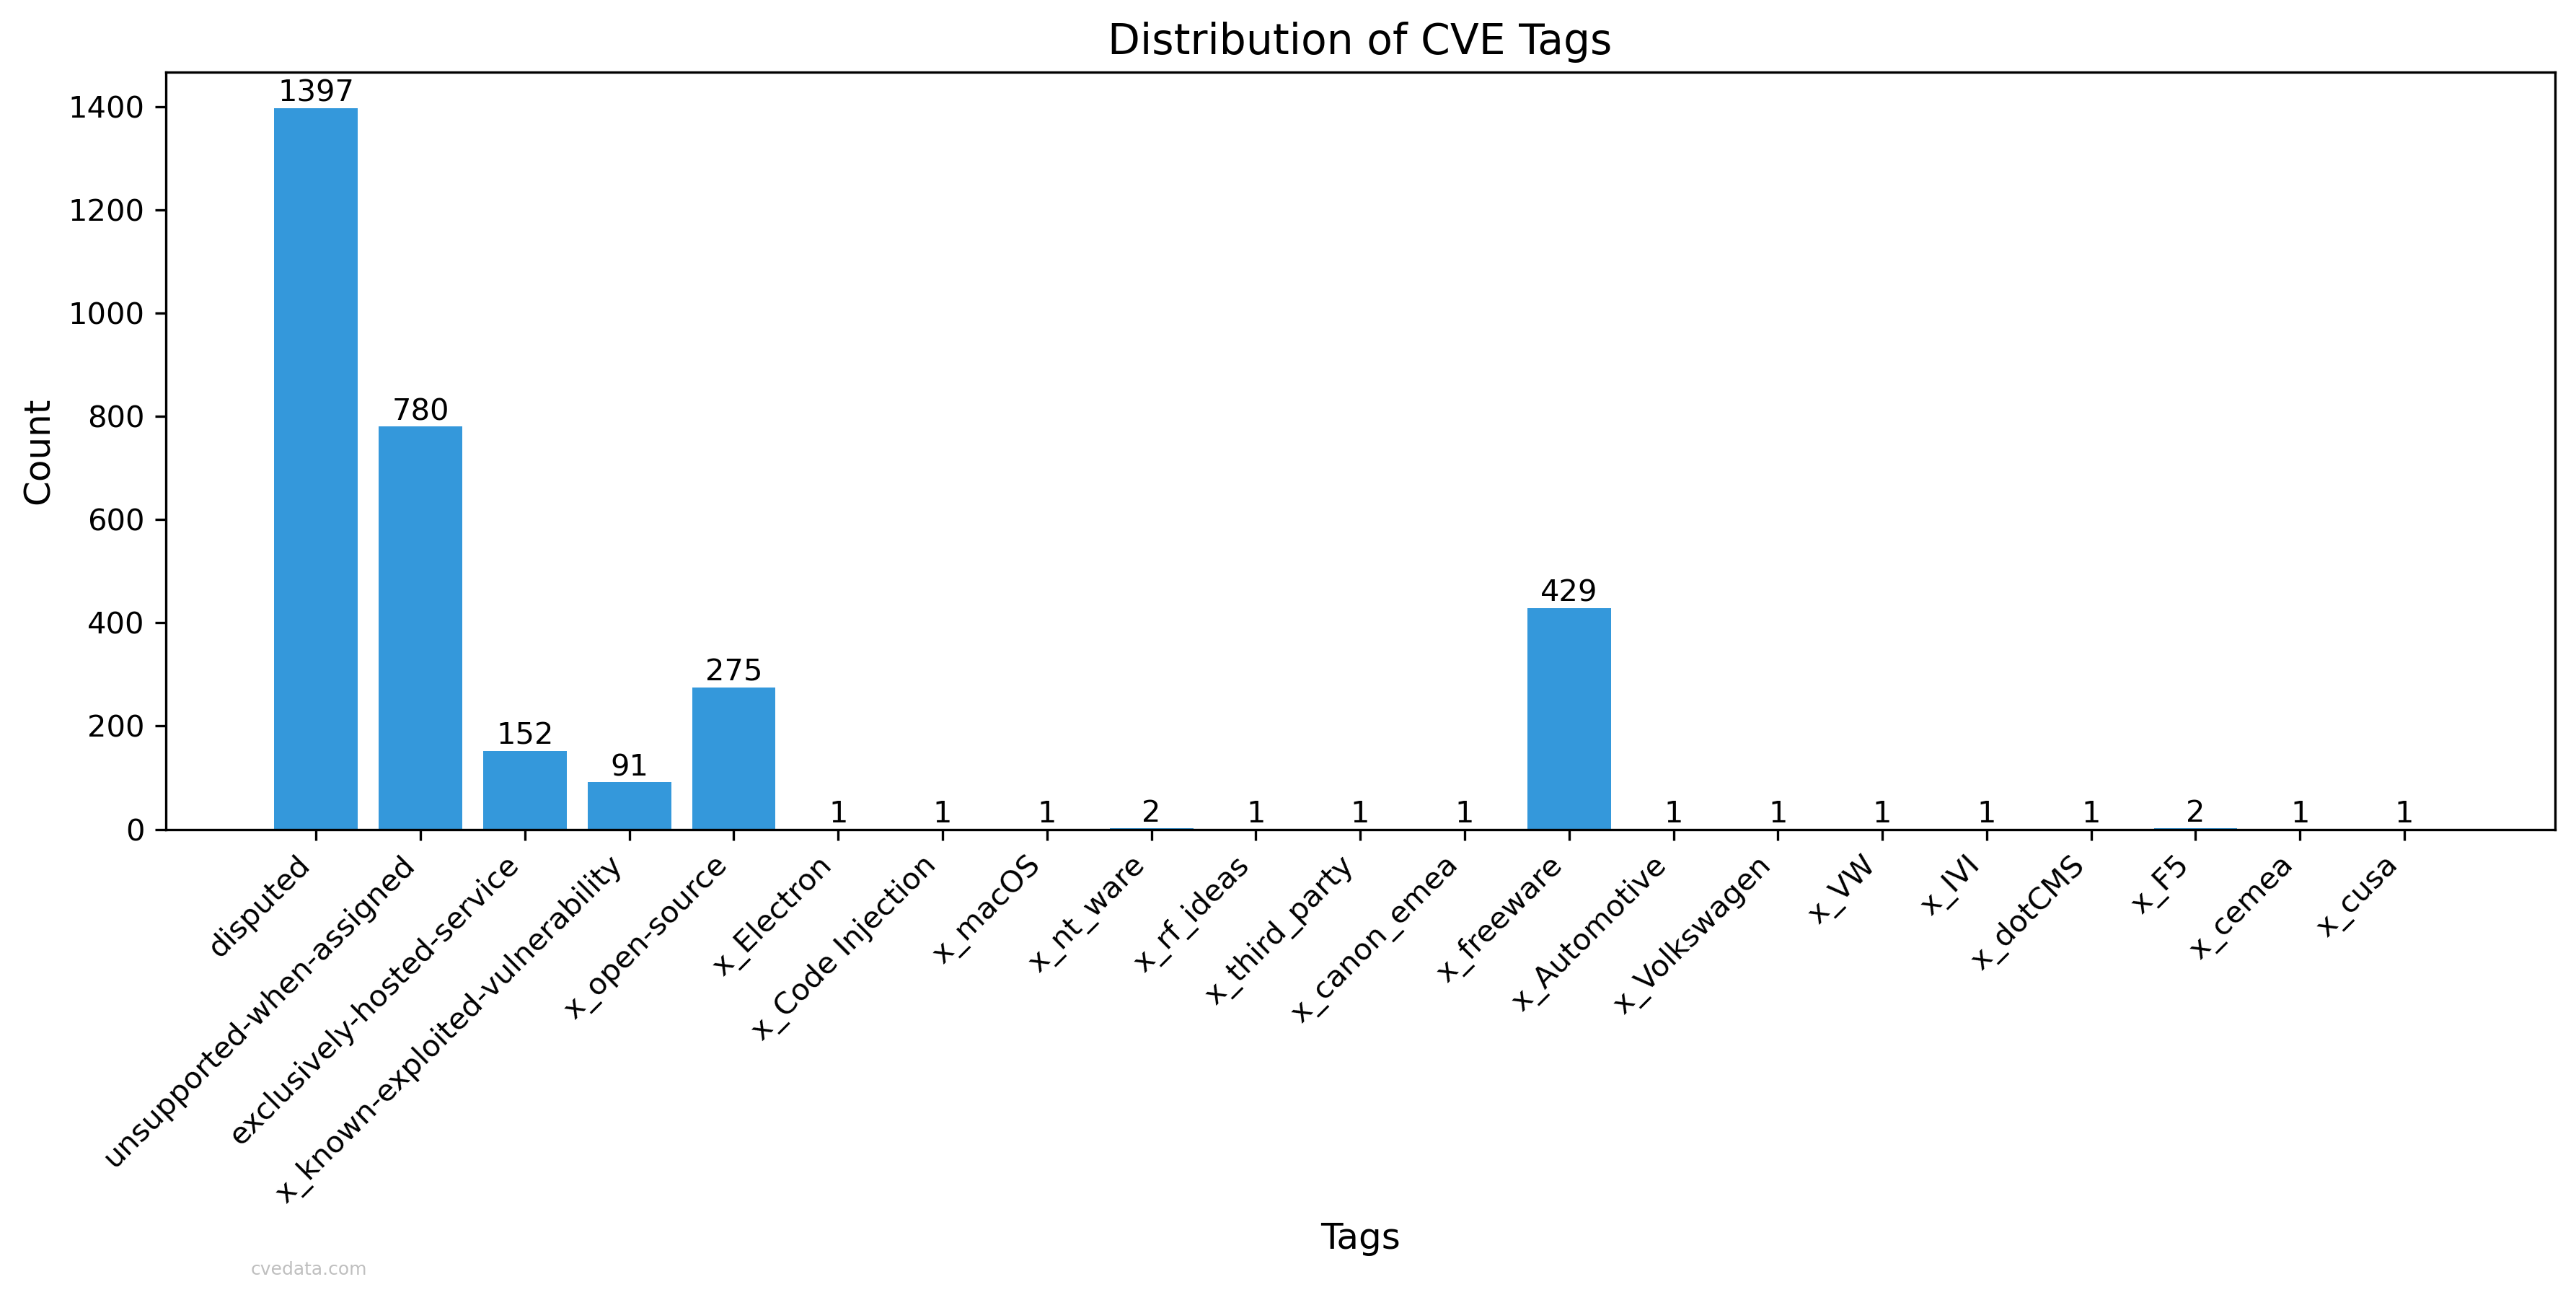 Distribution of CVE Tags
Count
1400
1200
1000
800
600
400
200
0
1397
780
152
91
275
1
1
1
2
1
1
1
429
1
1
1
1
1
2
1
1
disputed
unsupported-when-assigned
exclusively-hosted-service
x_known-exploited-vulnerability
x_open-source
x_Electron
x_Code Injection
x_macOS
x_nt_ware
x_rf_ideas
x_third_party
x_canon_emea
x_freeware
x_Automotive
x_Volkswagen
x_VW
x_IVI
x_dotCMS
x_F5
x_cemea
x_cusa
Tags
cvedata.com